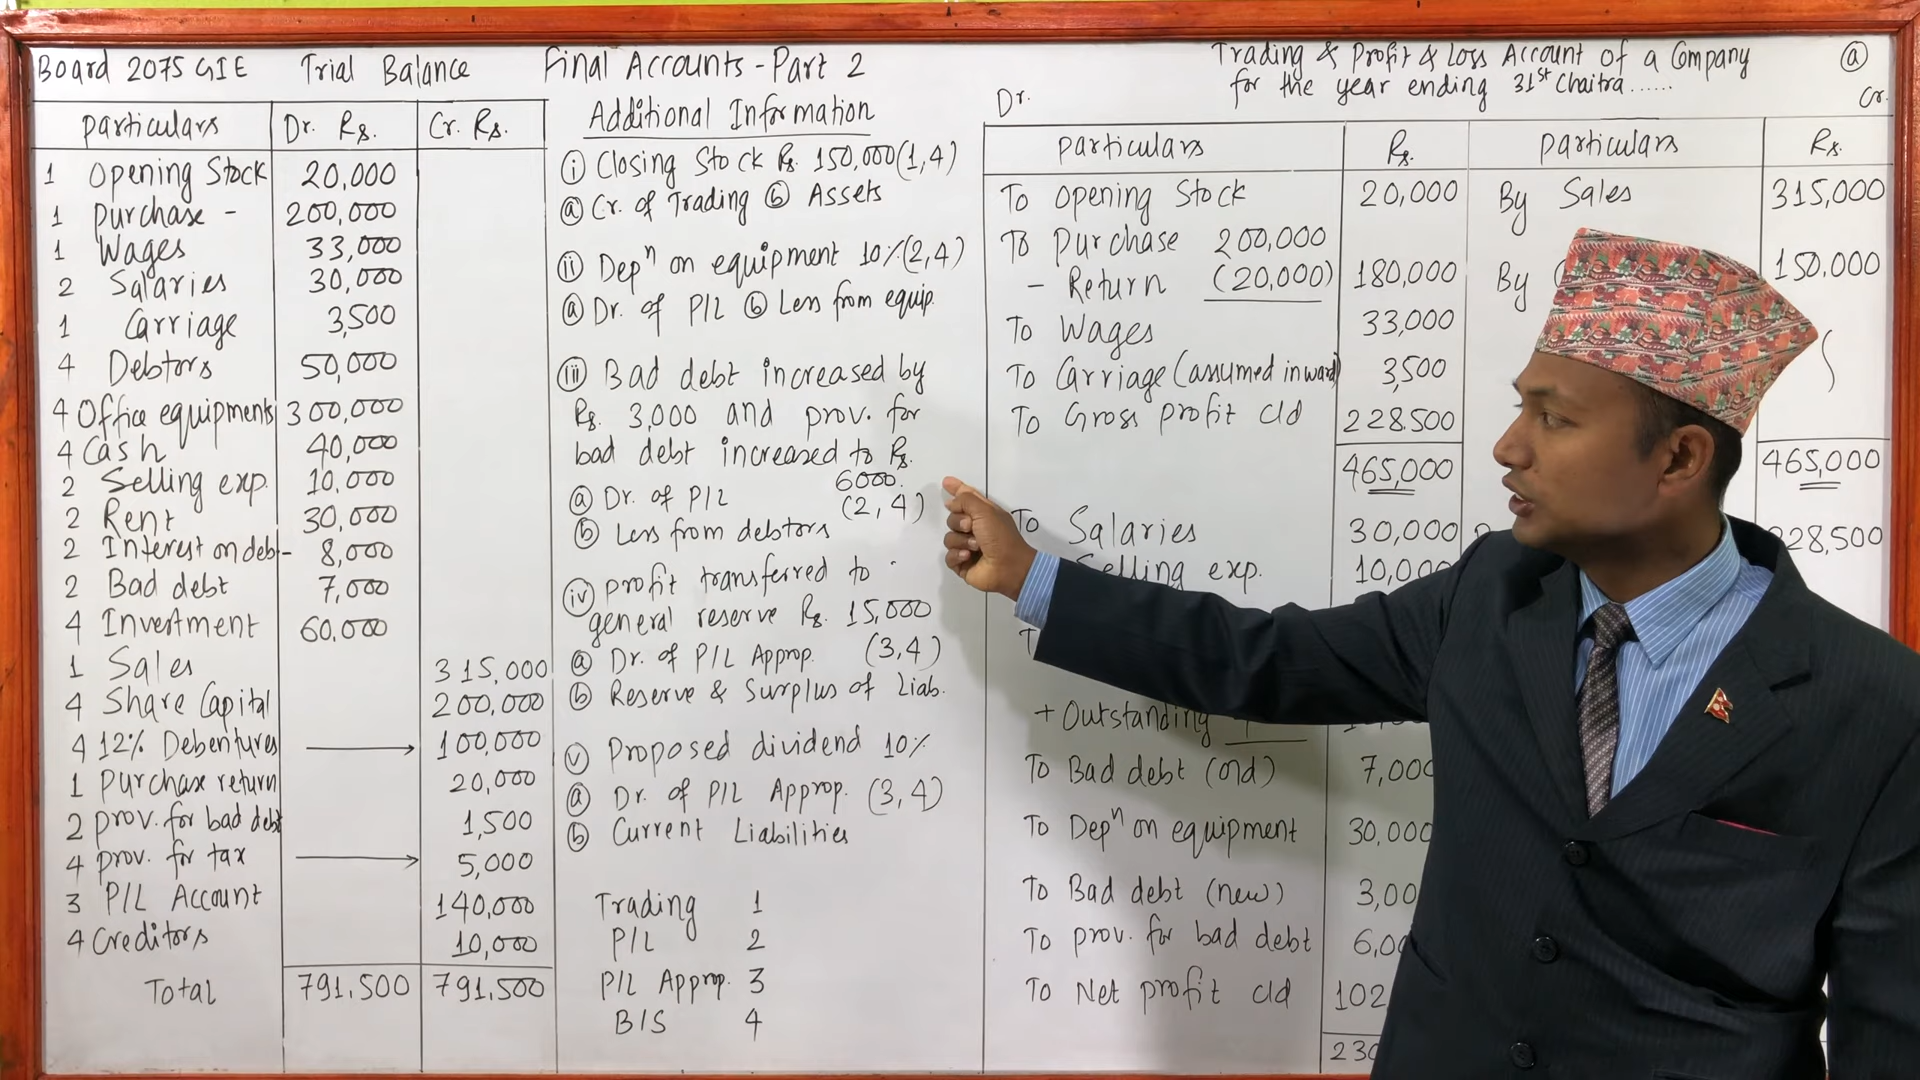 Board 2075 GIE Trial Balance
Particulars Dr. Rs. Cr. Rs.
1 Opening Stock 20,000
1 Purchase - 200,000
1 Wages 33,000
2 Salaries 30,000
1 Carriage 3,500
4 Debtors 50,000
4 Office equipments 300,000
4 Cash 40,000
2 Selling exp. 10,000
2 Rent 30,000
2 Interest on debt- 8,000
2 Bad debt 7,000
4 Investment 60,000
1 Sales 315,000
4 Share Capital 200,000
4 12% Debentures → 100,000
1 Purchase return 20,000
2 Prov. for bad debt 1,500
4 Prov. for tax → 5,000
3 P/L Account 140,000
4 Creditors 10,000
Total 791,500 791,500
Final Accounts - Part 2
Additional Information
(i) Closing Stock Rs. 150,000 (1,4)
(a) Cr. of Trading (b) Assets
(ii) Depn on equipment 10% (2,4)
(a) Dr. of P/L (b) Less from equip.
(iii) Bad debt increased by
Rs. 3,000 and prov. for
bad debt increased to Rs.
6000.
(a) Dr. of P/L (2,4)
(b) Less from debtors
(iv) Profit transferred to
general reserve Rs. 15,000
(a) Dr. of P/L Approp. (3,4)
(b) Reserve & Surplus of Liab.
(v) Proposed dividend 10%
(a) Dr. of P/L Approp. (3,4)
(b) Current Liabilities
Trading 1
P/L 2
P/L Approp. 3
B/S 4
Trading & Profit & Loss Account of a Company (a)
for the year ending 31st Chaitra......
Dr. Cr.
Particulars Rs. Particulars Rs.
To Opening Stock 20,000 By Sales 315,000
To Purchase 200,000
- Return (20,000) 180,000 By 150,000
To Wages 33,000
To Carriage (assumed inward) 3,500
To Gross profit c/d 228.500
465,000 465,000
To Salaries 30,000 28,500
Selling exp. 10,000
+ Outstanding
To Bad debt (old) 7,000
To Depn on equipment 30,000
To Bad debt (new) 3,00
To prov. for bad debt 6,00
To Net profit c/d 102
230